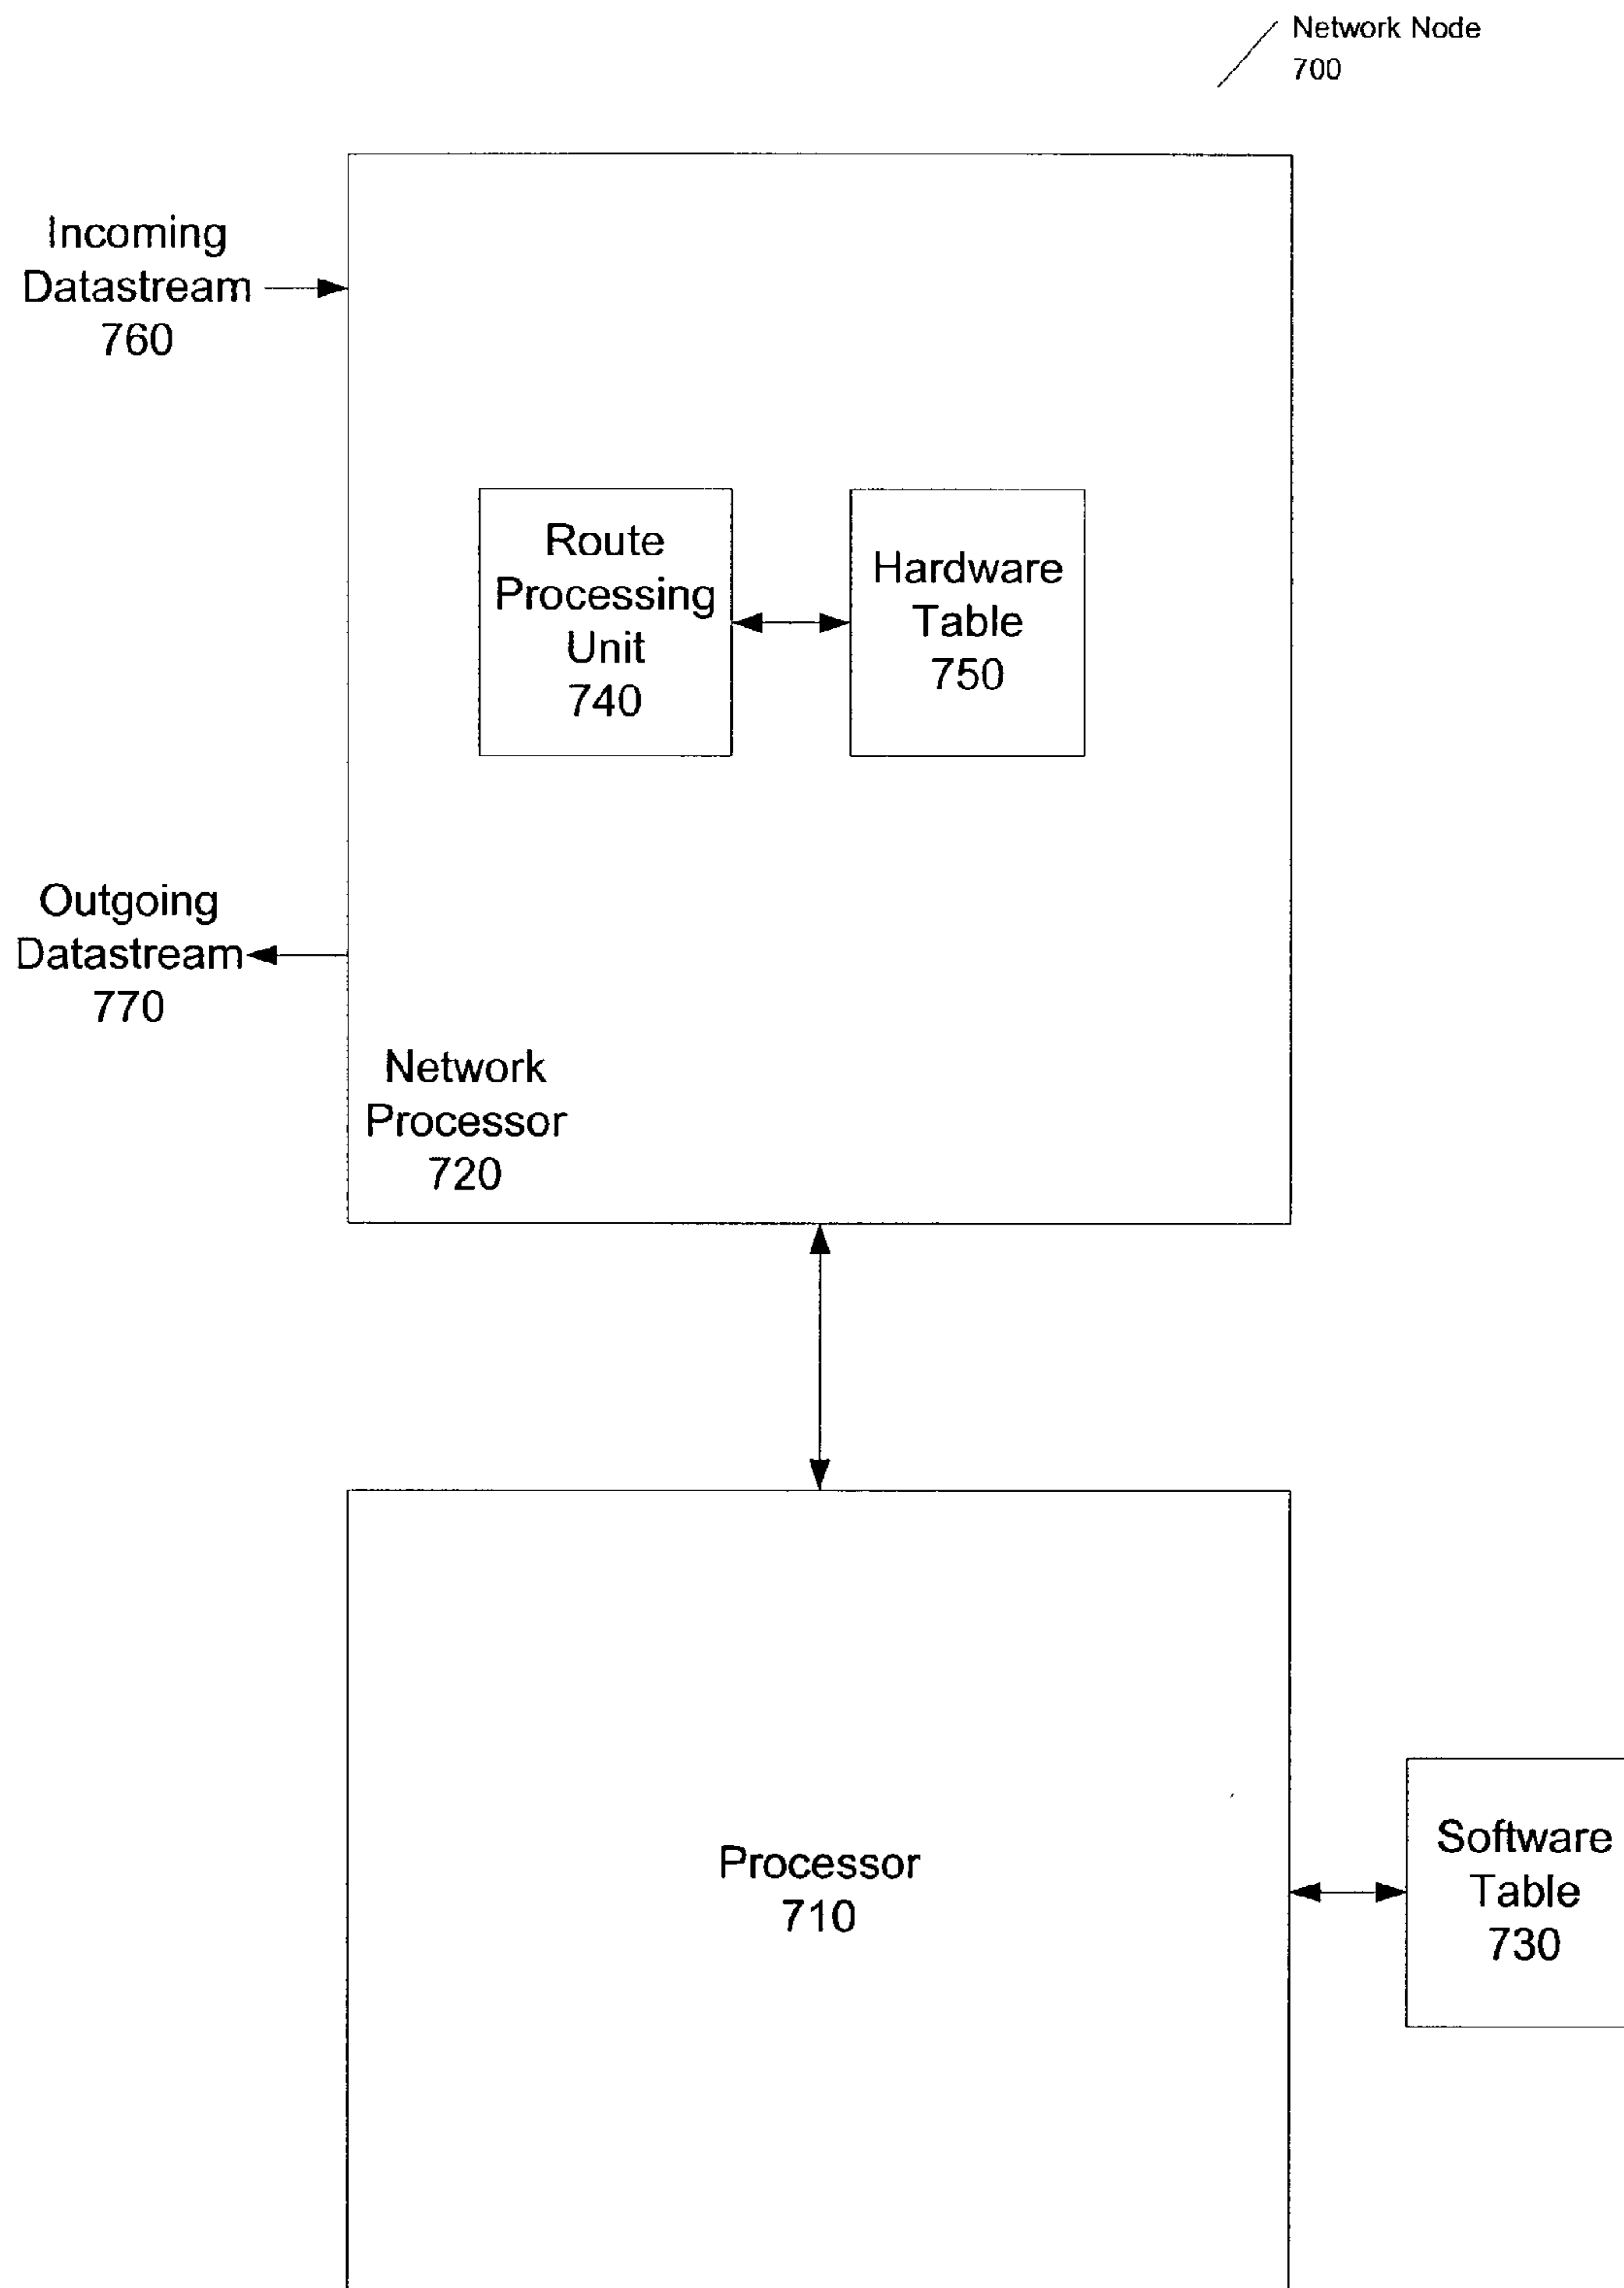 Network Node
700
Incoming
Datastream
760
Route
Processing
Unit
740
Hardware
Table
750
Outgoing
Datastream
770
Network
Processor
720
Processor
710
Software
Table
730